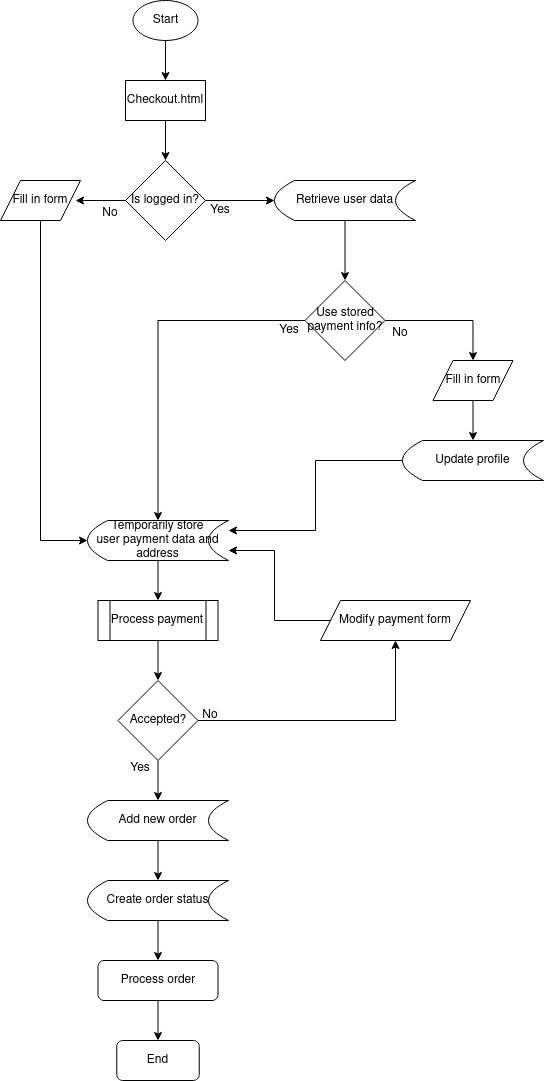 Start
Checkout.html
Is logged in?
No
Yes
Fill in form
Retrieve user data
Use stored
payment info?
Yes
No
Fill in form
Update profile
Temporarily store
user payment data and
address
Process payment
Modify payment form
Accepted?
No
Yes
Add new order
Create order status
Process order
End